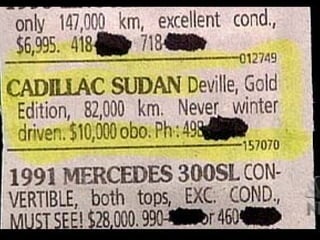 only 147,000 km, excellent cond.,
$6,995. 418 718
012749
CADILLAC SUDAN Deville, Gold
Edition, 82,000 km. Never winter
driven. $10,000 obo. Ph: 498
157070
1991 MERCEDES 300SL CON-
VERTIBLE, both tops, EXC. COND.,
MUST SEE! $28,000. 990- or 460-